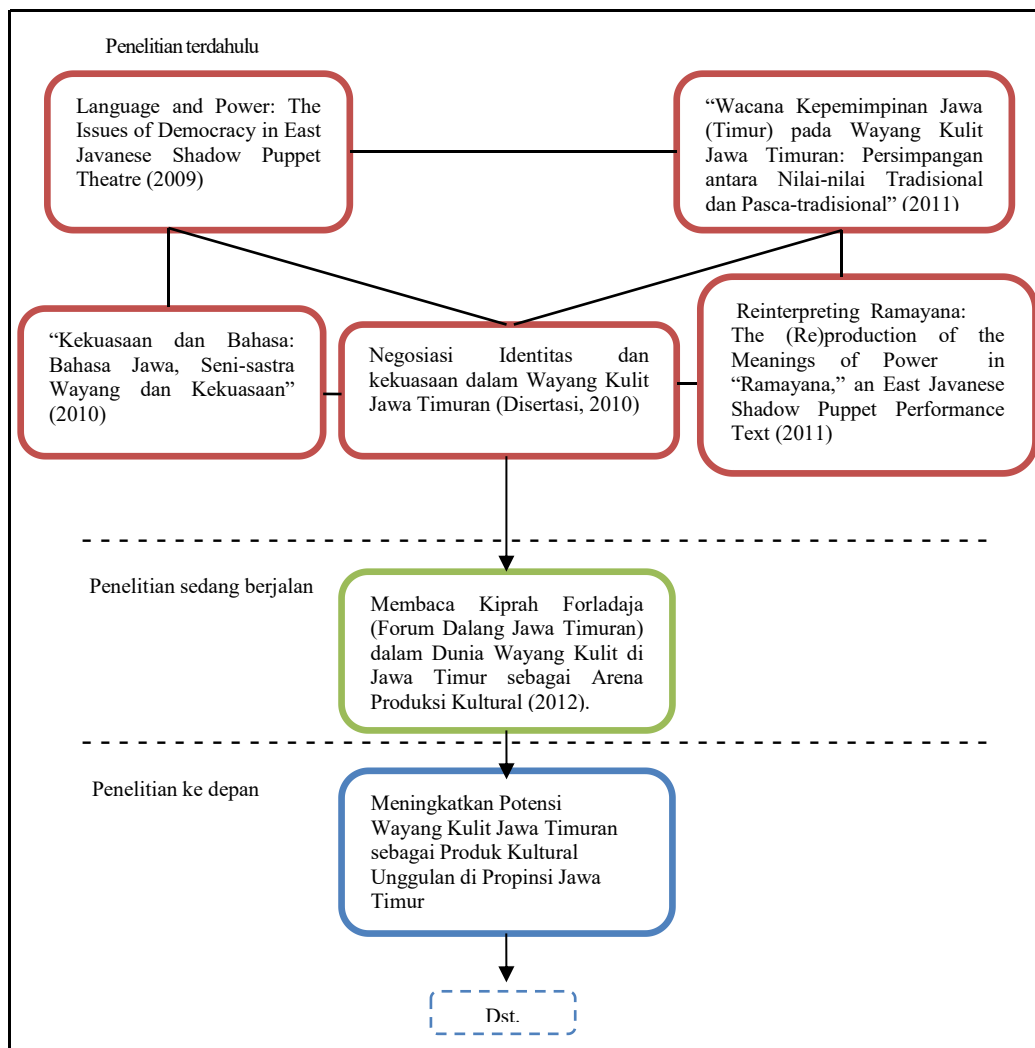 Penelitian terdahulu
Language and Power: The
Issues of Democracy in East
Javanese Shadow Puppet
Theatre (2009)
“Wacana Kepemimpinan Jawa
(Timur) pada Wayang Kulit
Jawa Timuran: Persimpangan
antara Nilai-nilai Tradisional
dan Pasca-tradisional” (2011)
“Kekuasaan dan Bahasa:
Bahasa Jawa, Seni-sastra
Wayang dan Kekuasaan”
(2010)
Negosiasi Identitas dan
kekuasaan dalam Wayang Kulit
Jawa Timuran (Disertasi, 2010)
Reinterpreting Ramayana:
The (Re)production of the
Meanings of Power in
“Ramayana,” an East Javanese
Shadow Puppet Performance
Text (2011)
Penelitian sedang berjalan
Membaca Kiprah Forladaja
(Forum Dalang Jawa Timuran)
dalam Dunia Wayang Kulit di
Jawa Timur sebagai Arena
Produksi Kultural (2012).
Penelitian ke depan
Meningkatkan Potensi
Wayang Kulit Jawa Timuran
sebagai Produk Kultural
Unggulan di Propinsi Jawa
Timur
Dst.